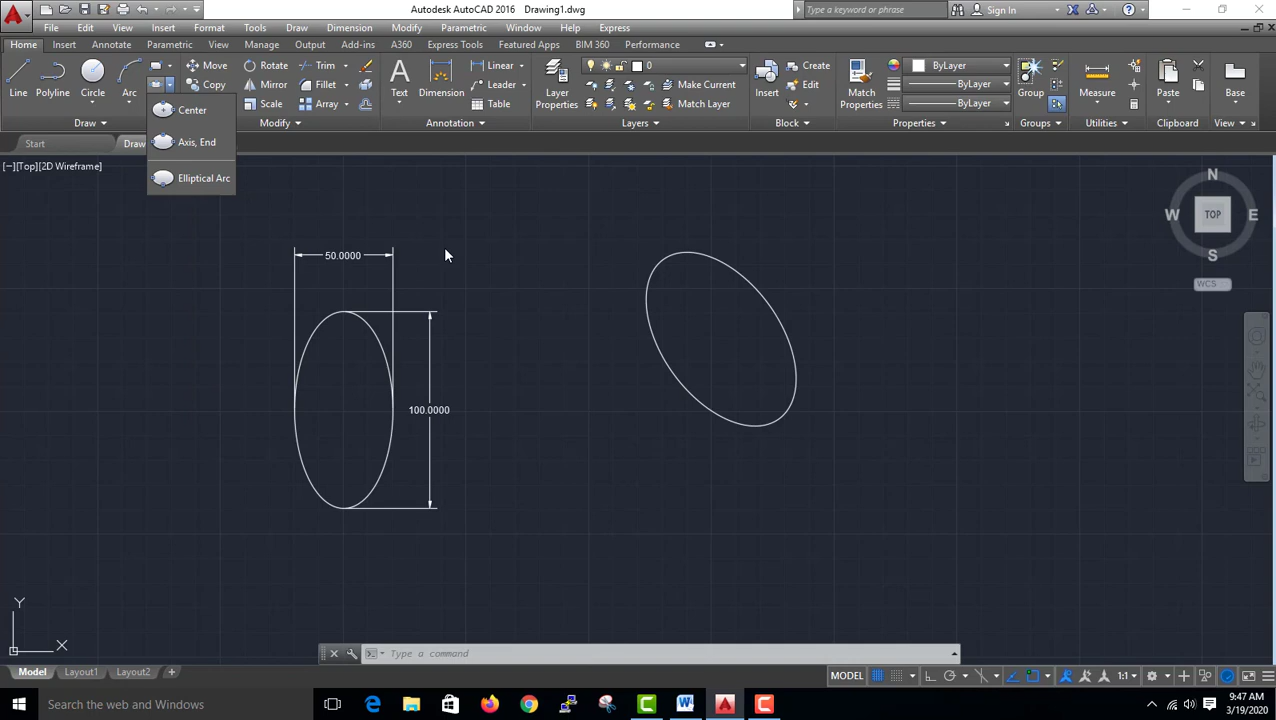 Autodesk AutoCAD 2016 Drawing1.dwg
Type a keyword or phrase
Sign In
File Edit View Insert Format Tools Draw Dimension Modify Parametric Window Help Express
Home Insert Annotate Parametric View Manage Output Add-ins A360 Express Tools Featured Apps BIM 360 Performance
Line Polyline Circle Arc
Move Rotate Trim
Copy Mirror Fillet
Scale Array
Text Dimension
Linear
Leader
Table
Layer Properties
0
Make Current
Match Layer
Insert
Create
Edit
Match Properties
ByLayer
ByLayer
ByLayer
Group
Measure
Paste
Base
Draw Modify Annotation Layers Block Properties Groups Utilities Clipboard View
Center
Axis, End
Elliptical Arc
Start Draw
[−][Top][2D Wireframe]
N
W TOP E
S
WCS
50.0000
100.0000
Y
X
Type a command
Model Layout1 Layout2 +
MODEL 1:1
Search the web and Windows
9:47 AM
3/19/2020